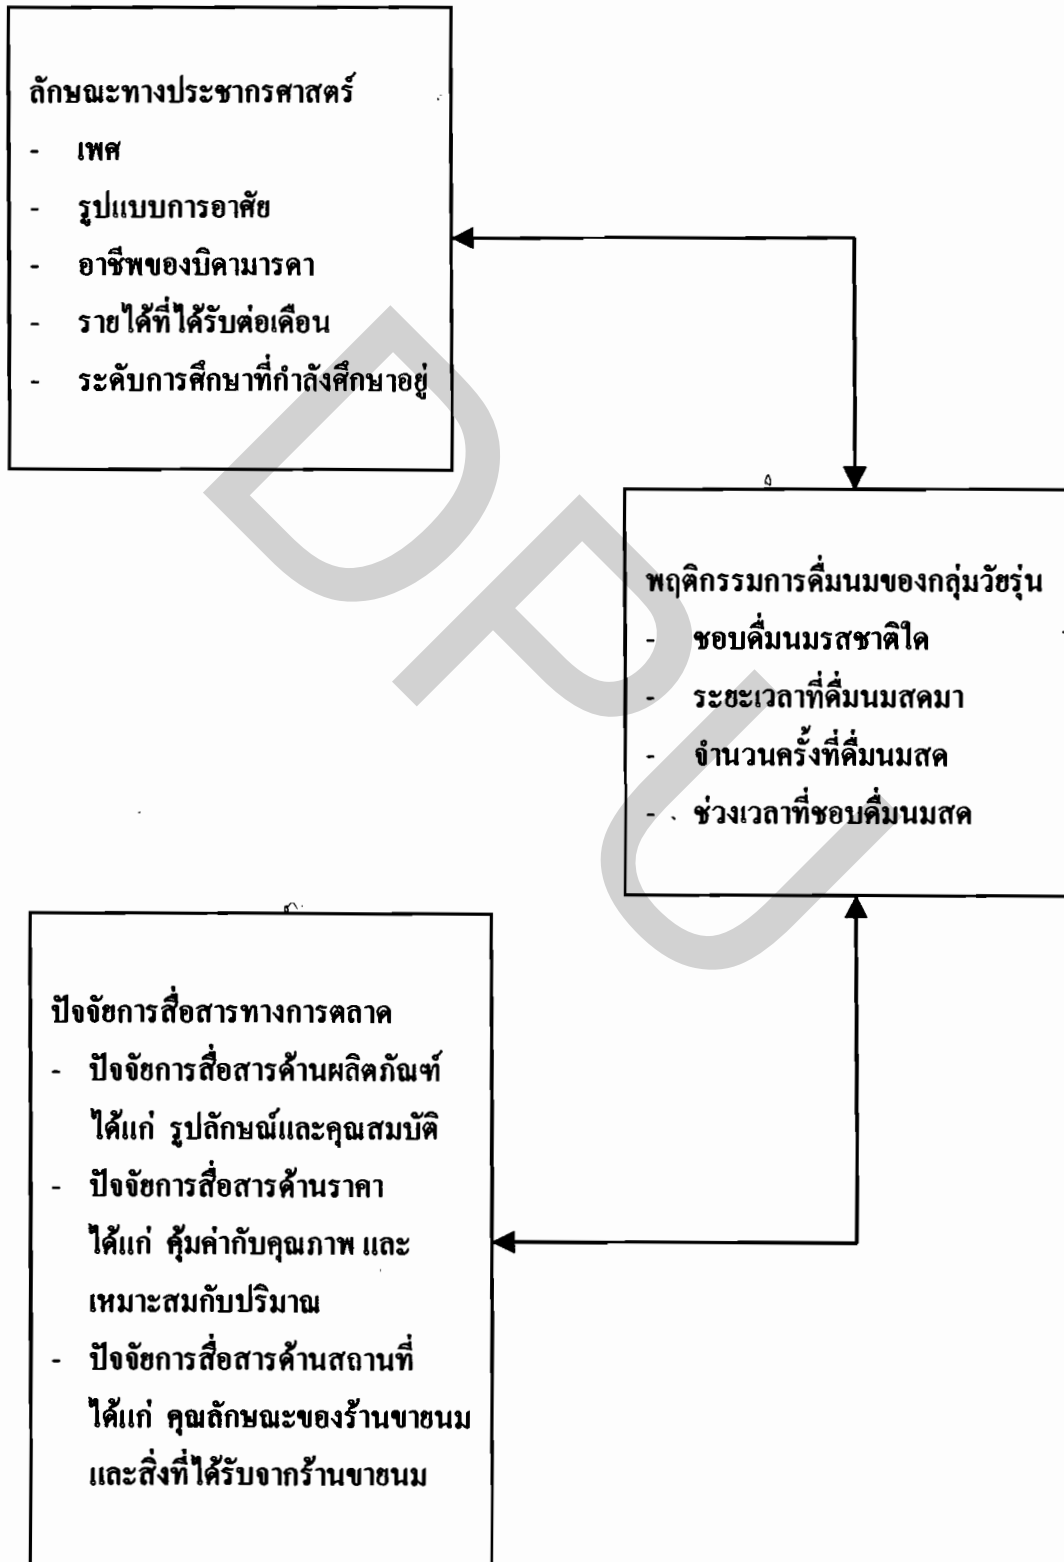 ลักษณะทางประชากรศาสตร์
- เพศ
- รูปแบบการอาศัย
- อาชีพของบิดามารดา
- รายได้ที่ได้รับต่อเดือน
- ระดับการศึกษาที่กำลังศึกษาอยู่
พฤติกรรมการดื่มนมของกลุ่มวัยรุ่น
- ชอบดื่มนมรสชาติใด
- ระยะเวลาที่ดื่มนมสดมา
- จำนวนครั้งที่ดื่มนมสด
- ช่วงเวลาที่ชอบดื่มนมสด
ปัจจัยการสื่อสารทางการตลาด
- ปัจจัยการสื่อสารด้านผลิตภัณฑ์
ได้แก่ รูปลักษณ์และคุณสมบัติ
- ปัจจัยการสื่อสารด้านราคา
ได้แก่ คุ้มค่ากับคุณภาพ และ
เหมาะสมกับปริมาณ
- ปัจจัยการสื่อสารด้านสถานที่
ได้แก่ คุณลักษณะของร้านขายนม
และสิ่งที่ได้รับจากร้านขายนม
DPU